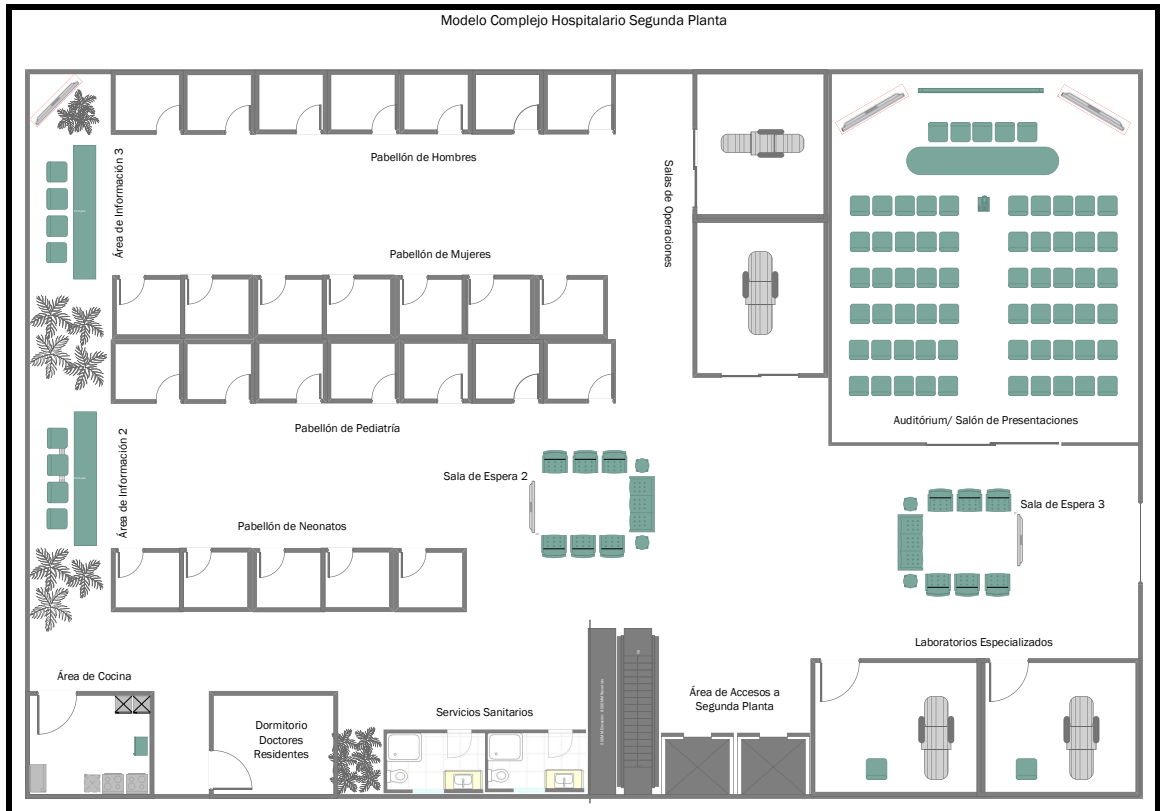 Modelo Complejo Hospitalario Segunda Planta
Pabellón de Hombres
Área de Información 3
Salas de Operaciones
Pabellón de Mujeres
Auditórium/ Salón de Presentaciones
Pabellón de Pediatría
Área de Información 2
Sala de Espera 2
Sala de Espera 3
Pabellón de Neonatos
Laboratorios Especializados
Área de Cocina
Área de Accesos a
Segunda Planta
Servicios Sanitarios
Dormitorio
Doctores
Residentes